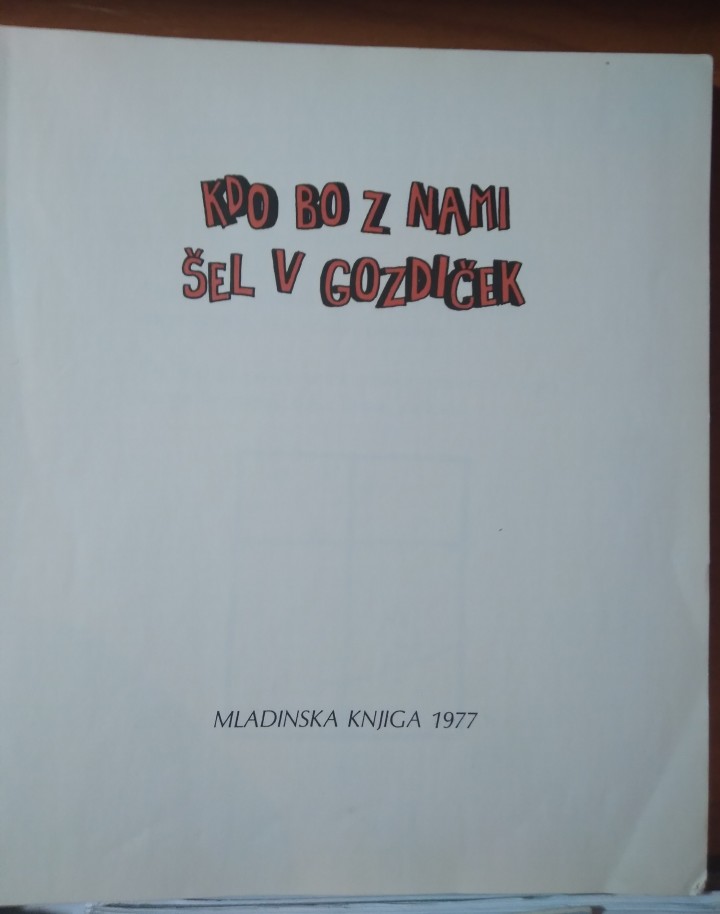 KDO BO Z NAMI
ŠEL V GOZDIČEK
MLADINSKA KNJIGA 1977